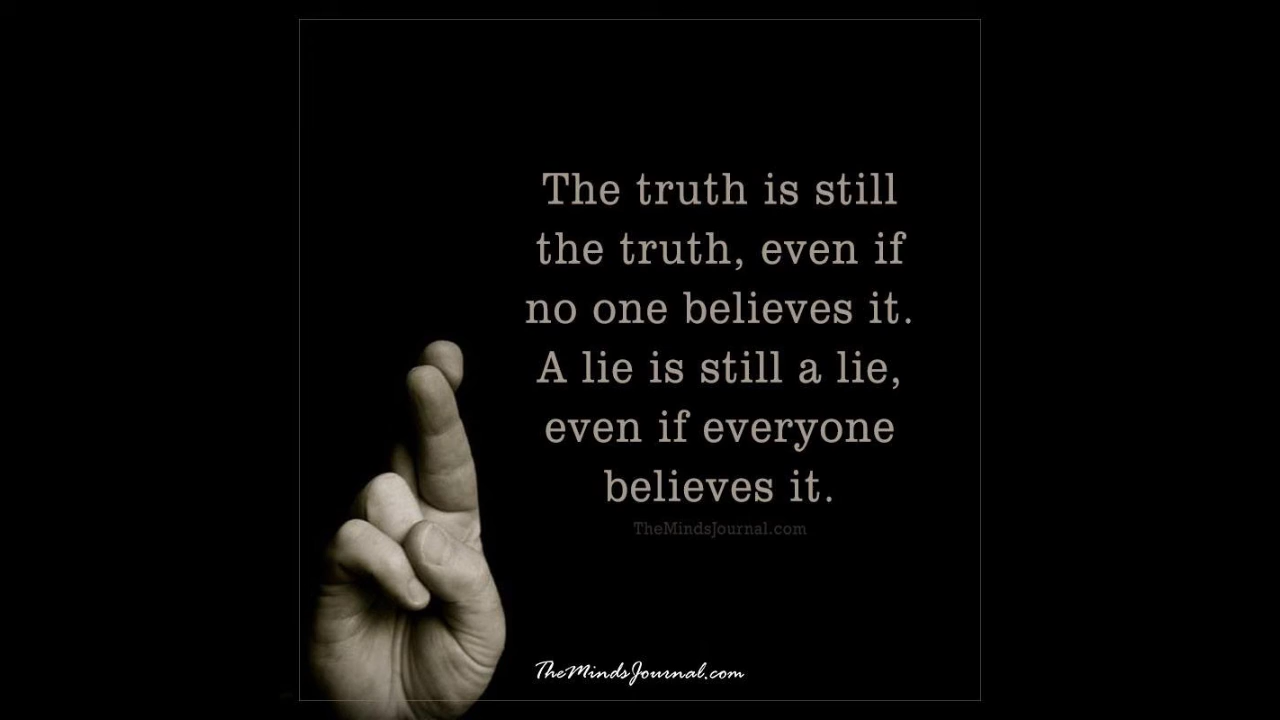 The truth is still
the truth, even if
no one believes it.
A lie is still a lie,
even if everyone
believes it.
TheMindsJournal.com
TheMindsJournal.com